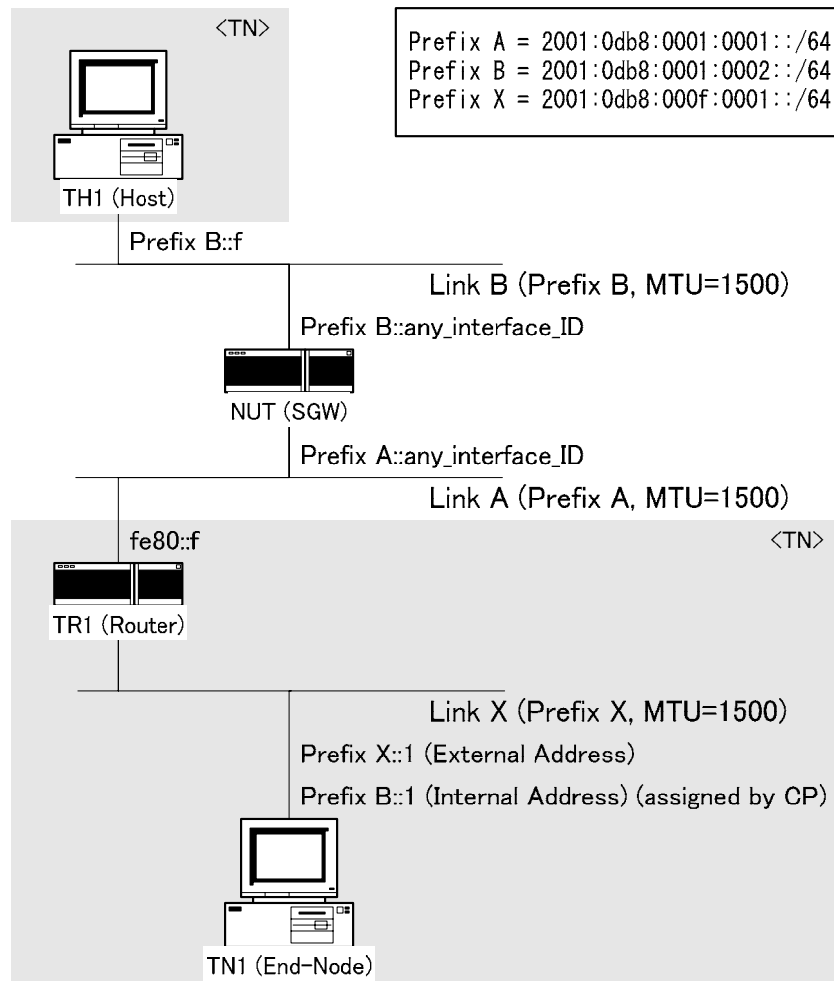 <TN>
Prefix A = 2001:0db8:0001:0001::/64
Prefix B = 2001:0db8:0001:0002::/64
Prefix X = 2001:0db8:000f:0001::/64
TH1 (Host)
Prefix B::f
Link B (Prefix B, MTU=1500)
Prefix B::any_interface_ID
NUT (SGW)
Prefix A::any_interface_ID
Link A (Prefix A, MTU=1500)
fe80::f
<TN>
TR1 (Router)
Link X (Prefix X, MTU=1500)
Prefix X::1 (External Address)
Prefix B::1 (Internal Address) (assigned by CP)
TN1 (End-Node)